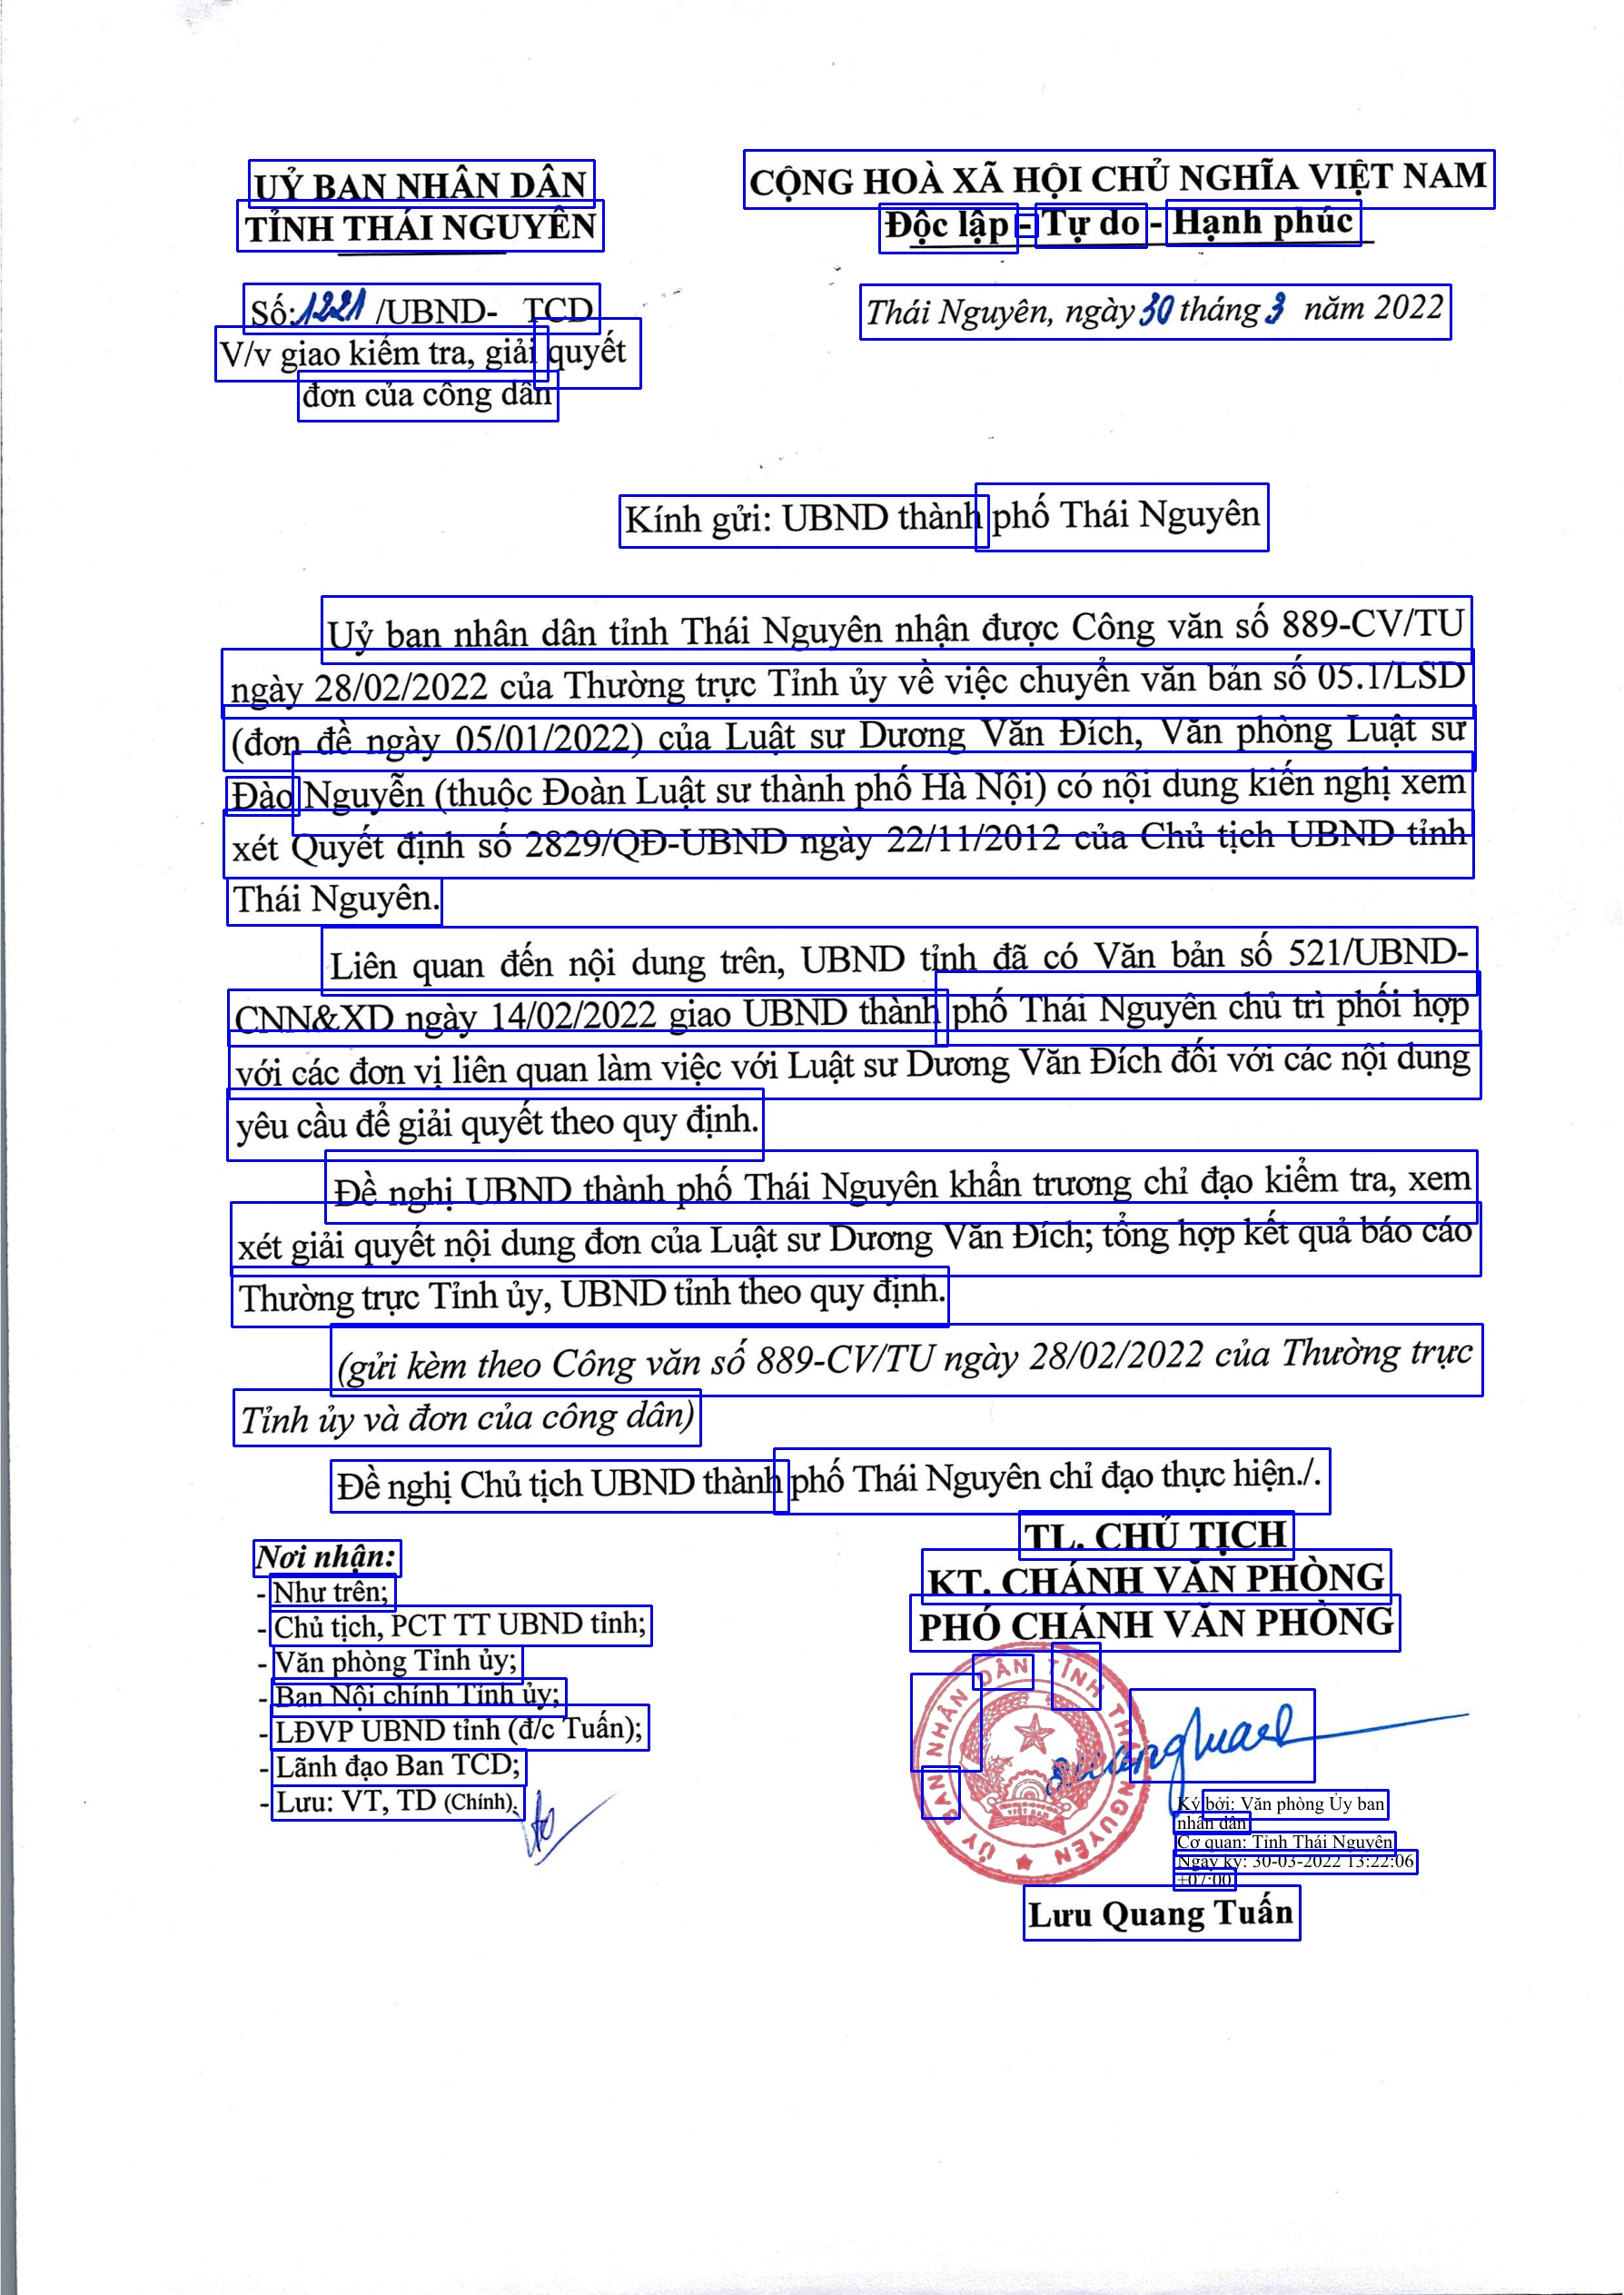 UỶ BAN NHÂN DÂN
TỈNH THÁI NGUYÊN
CỘNG HOÀ XÃ HỘI CHỦ NGHĨA VIỆT NAM
Độc lập - Tự do - Hạnh phúc
Số: 1221 /UBND- TCD
V/v giao kiểm tra, giải quyết
đơn của công dân
Thái Nguyên, ngày 30 tháng 3 năm 2022
Kính gửi: UBND thành phố Thái Nguyên
Uỷ ban nhân dân tỉnh Thái Nguyên nhận được Công văn số 889-CV/TU
ngày 28/02/2022 của Thường trực Tỉnh ủy về việc chuyển văn bản số 05.1/LSD
(đơn đề ngày 05/01/2022) của Luật sư Dương Văn Đích, Văn phòng Luật sư
Đào Nguyễn (thuộc Đoàn Luật sư thành phố Hà Nội) có nội dung kiến nghị xem
xét Quyết định số 2829/QĐ-UBND ngày 22/11/2012 của Chủ tịch UBND tỉnh
Thái Nguyên.
Liên quan đến nội dung trên, UBND tỉnh đã có Văn bản số 521/UBND-
CNN&XD ngày 14/02/2022 giao UBND thành phố Thái Nguyên chủ trì phối hợp
với các đơn vị liên quan làm việc với Luật sư Dương Văn Đích đối với các nội dung
yêu cầu để giải quyết theo quy định.
Đề nghị UBND thành phố Thái Nguyên khẩn trương chỉ đạo kiểm tra, xem
xét giải quyết nội dung đơn của Luật sư Dương Văn Đích; tổng hợp kết quả báo cáo
Thường trực Tỉnh ủy, UBND tỉnh theo quy định.
(gửi kèm theo Công văn số 889-CV/TU ngày 28/02/2022 của Thường trực
Tỉnh ủy và đơn của công dân)
Đề nghị Chủ tịch UBND thành phố Thái Nguyên chỉ đạo thực hiện./.
Nơi nhận:
- Như trên;
- Chủ tịch, PCT TT UBND tỉnh;
- Văn phòng Tỉnh ủy;
- Ban Nội chính Tỉnh ủy;
- LĐVP UBND tỉnh (đ/c Tuấn);
- Lãnh đạo Ban TCD;
- Lưu: VT, TD (Chính).
TL. CHỦ TỊCH
KT. CHÁNH VĂN PHÒNG
PHÓ CHÁNH VĂN PHÒNG
ỦY BAN NHÂN DÂN TỈNH THÁI NGUYÊN
Ký bởi: Văn phòng Ủy ban
nhân dân
Cơ quan: Tỉnh Thái Nguyên
Ngày ký: 30-03-2022 13:22:06
+07:00
Lưu Quang Tuấn